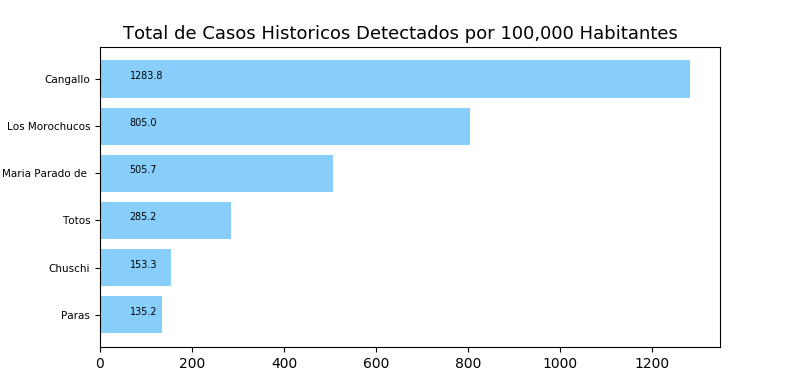 Total de Casos Historicos Detectados por 100,000 Habitantes
Cangallo 1283.8
Los Morochucos 805.0
Maria Parado de 505.7
Totos 285.2
Chuschi 153.3
Paras 135.2
0 200 400 600 800 1000 1200